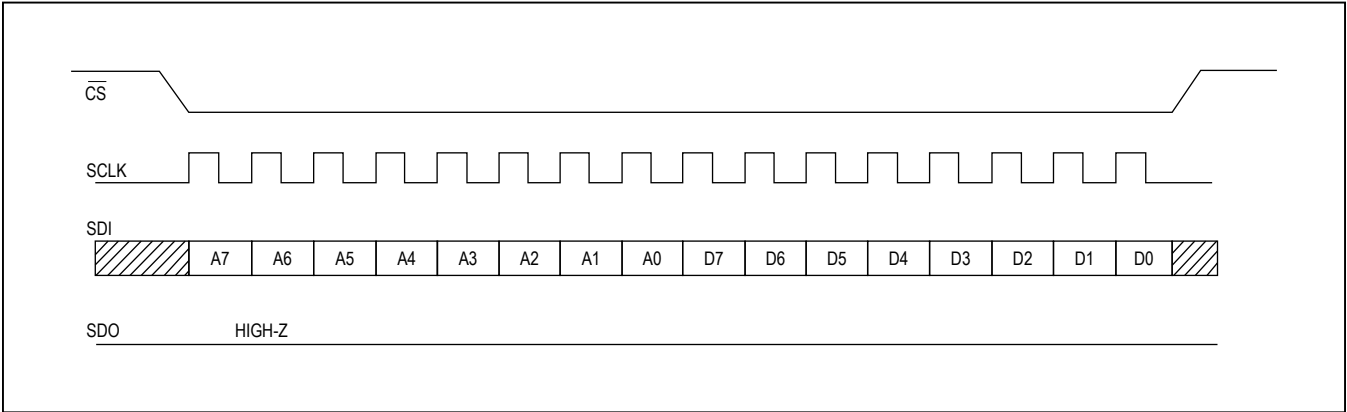 C̅S̅
SCLK
SDI
A7 A6 A5 A4 A3 A2 A1 A0 D7 D6 D5 D4 D3 D2 D1 D0
SDO HIGH-Z